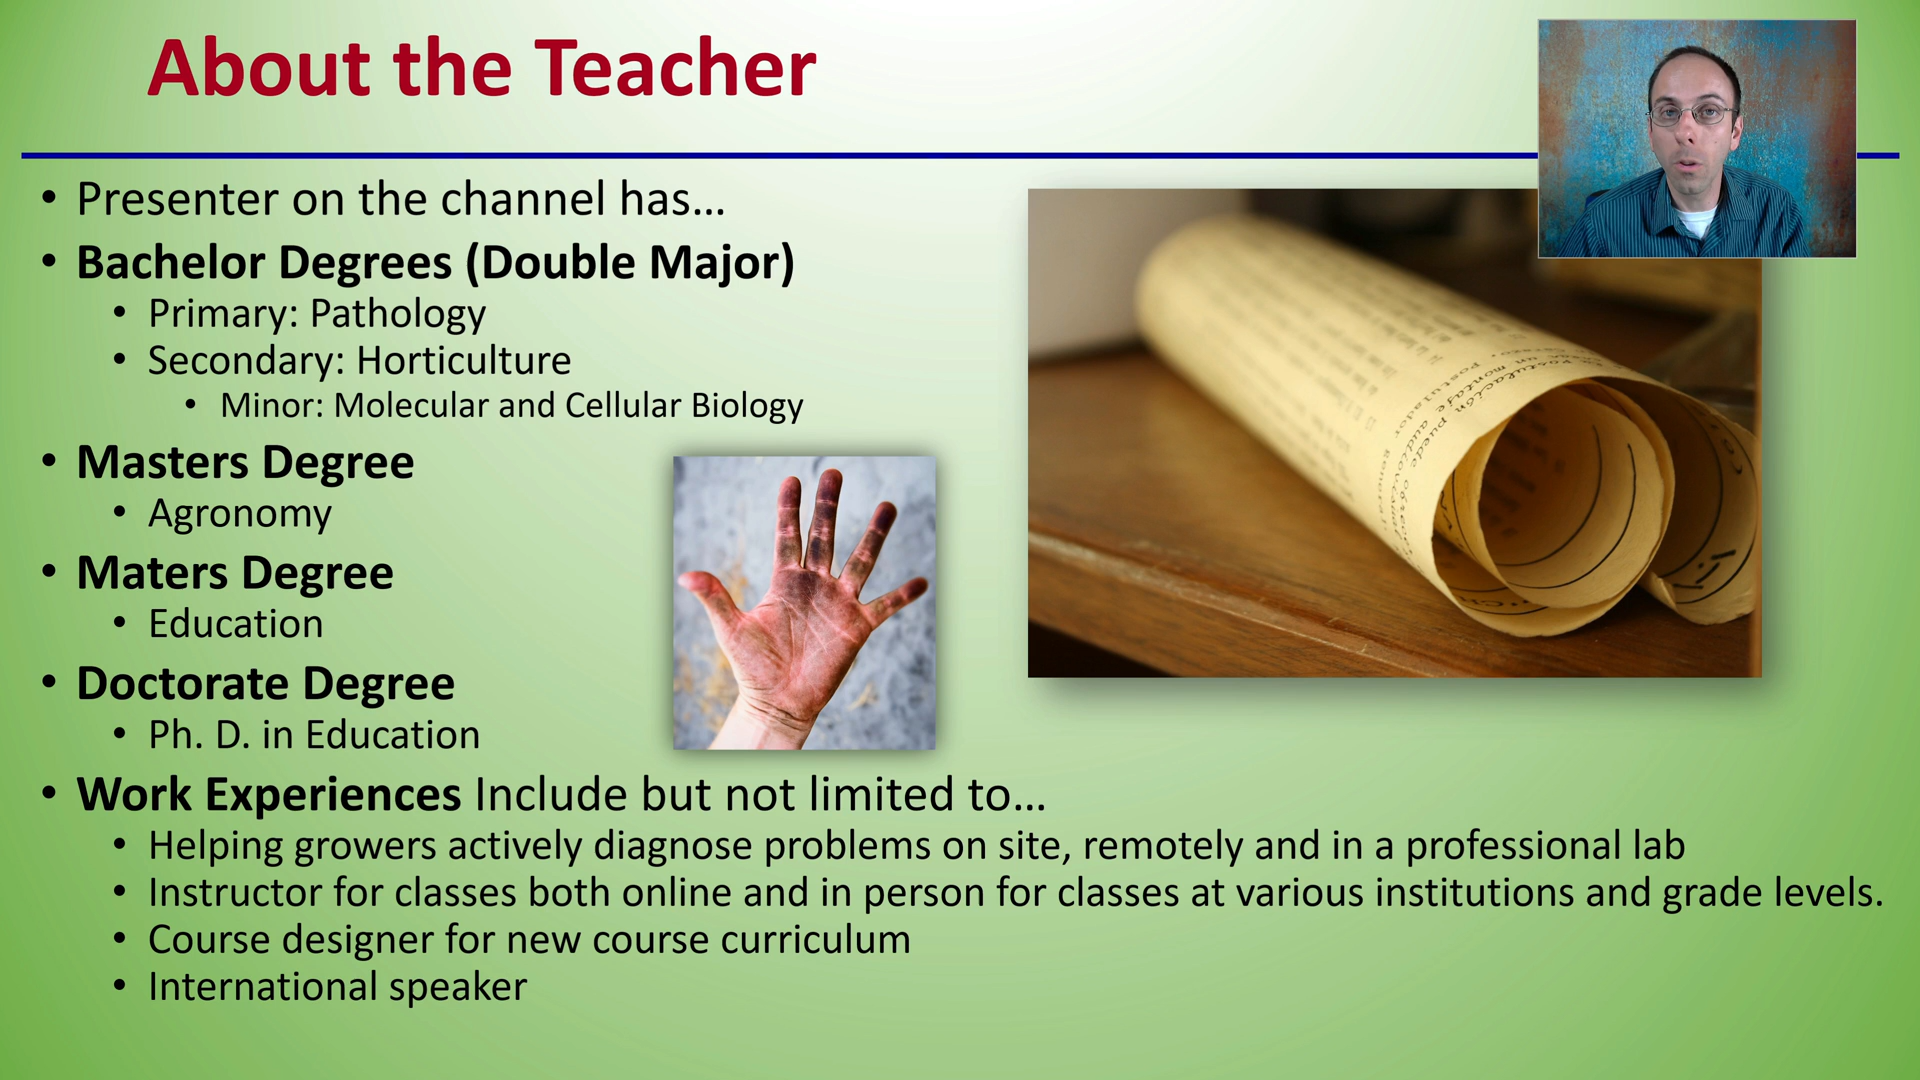 About the Teacher
• Presenter on the channel has...
• Bachelor Degrees (Double Major)
• Primary: Pathology
• Secondary: Horticulture
• Minor: Molecular and Cellular Biology
• Masters Degree
• Agronomy
• Maters Degree
• Education
• Doctorate Degree
• Ph. D. in Education
• Work Experiences Include but not limited to...
• Helping growers actively diagnose problems on site, remotely and in a professional lab
• Instructor for classes both online and in person for classes at various institutions and grade levels.
• Course designer for new course curriculum
• International speaker